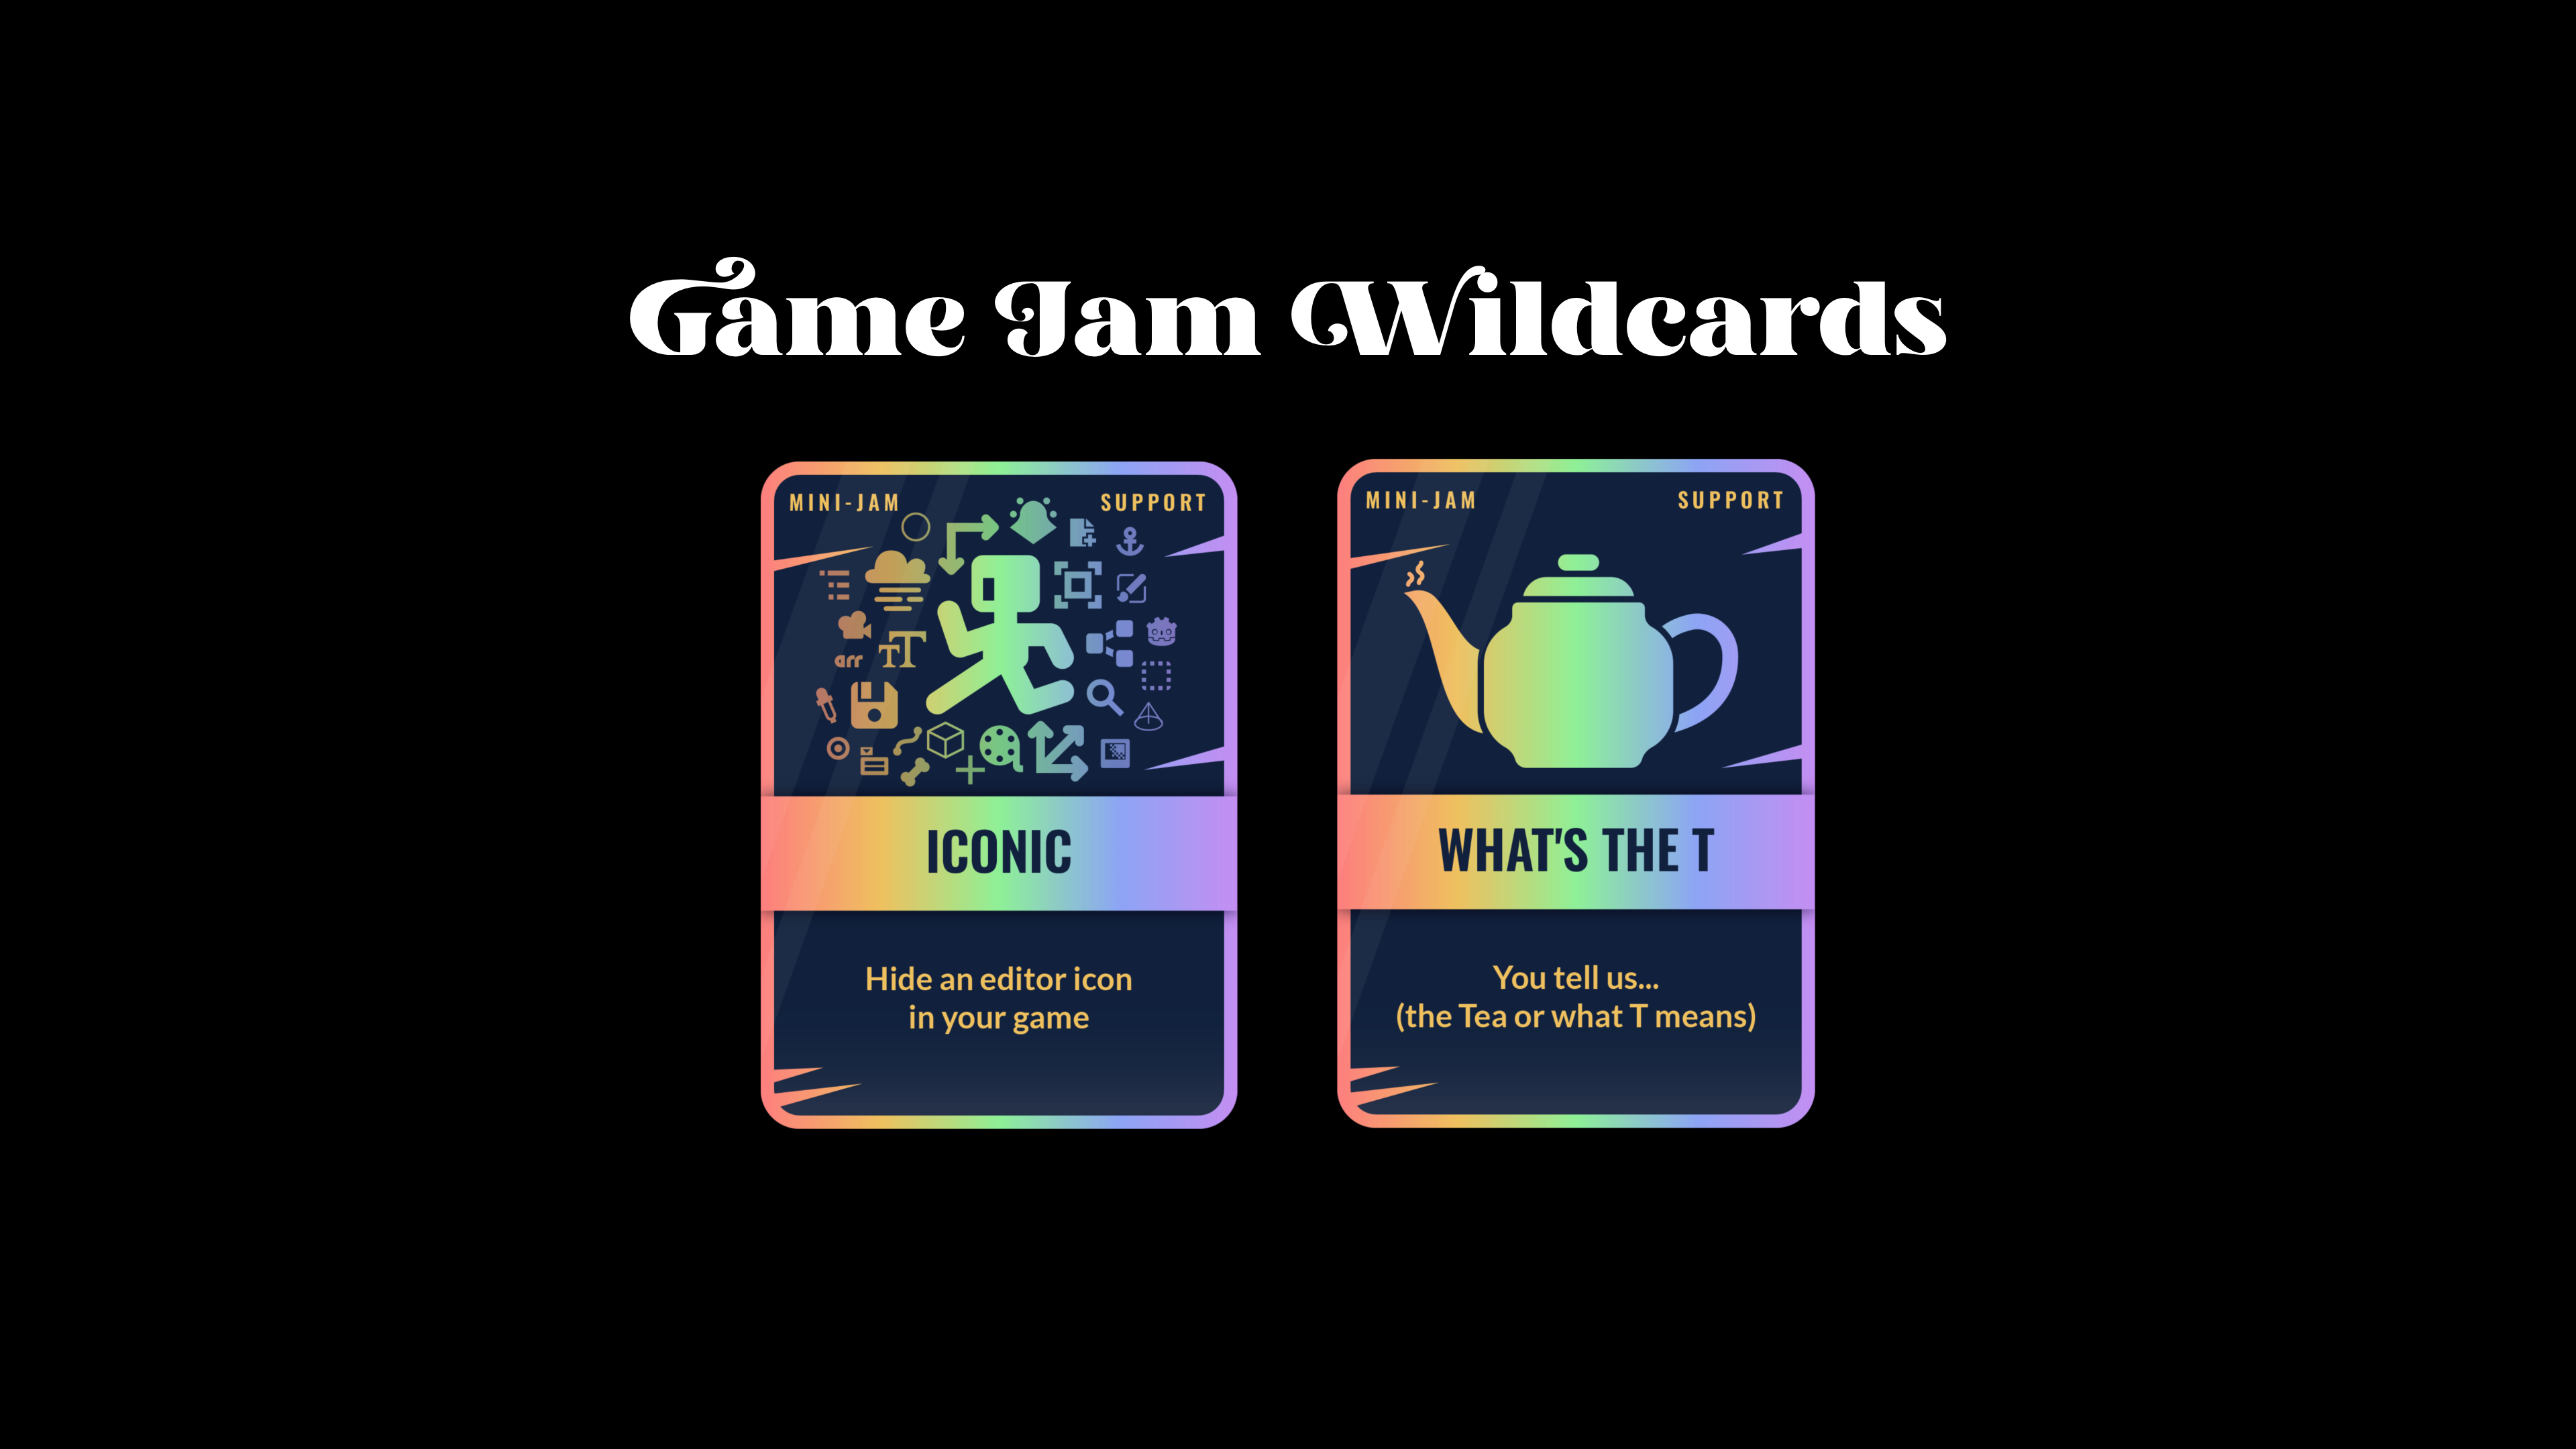 Game Jam Wildcards
MINI-JAM
SUPPORT
TT
arr
ICONIC
Hide an editor icon
in your game
MINI-JAM
SUPPORT
WHAT'S THE T
You tell us...
(the Tea or what T means)